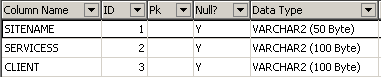 Column Name ID Pk Null? Data Type
SITENAME 1 Y VARCHAR2 (50 Byte)
SERVICESS 2 Y VARCHAR2 (100 Byte)
CLIENT 3 Y VARCHAR2 (100 Byte)